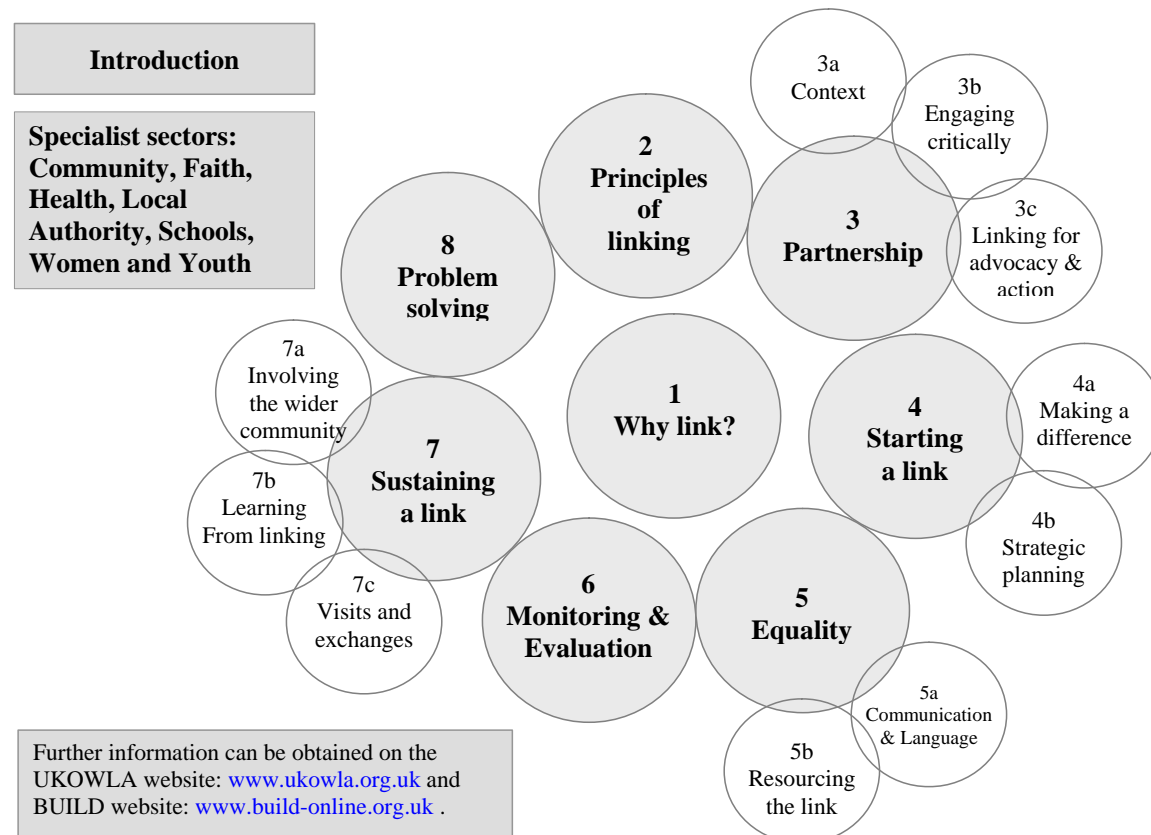 Introduction
Specialist sectors:
Community, Faith,
Health, Local
Authority, Schools,
Women and Youth
1
Why link?
2
Principles
of
linking
3
Partnership
3a
Context
3b
Engaging
critically
3c
Linking for
advocacy &
action
4
Starting
a link
4a
Making a
difference
4b
Strategic
planning
5
Equality
5a
Communication
& Language
5b
Resourcing
the link
6
Monitoring &
Evaluation
7
Sustaining
a link
7a
Involving
the wider
community
7b
Learning
From linking
7c
Visits and
exchanges
8
Problem
solving
Further information can be obtained on the
UKOWLA website: www.ukowla.org.uk and
BUILD website: www.build-online.org.uk .